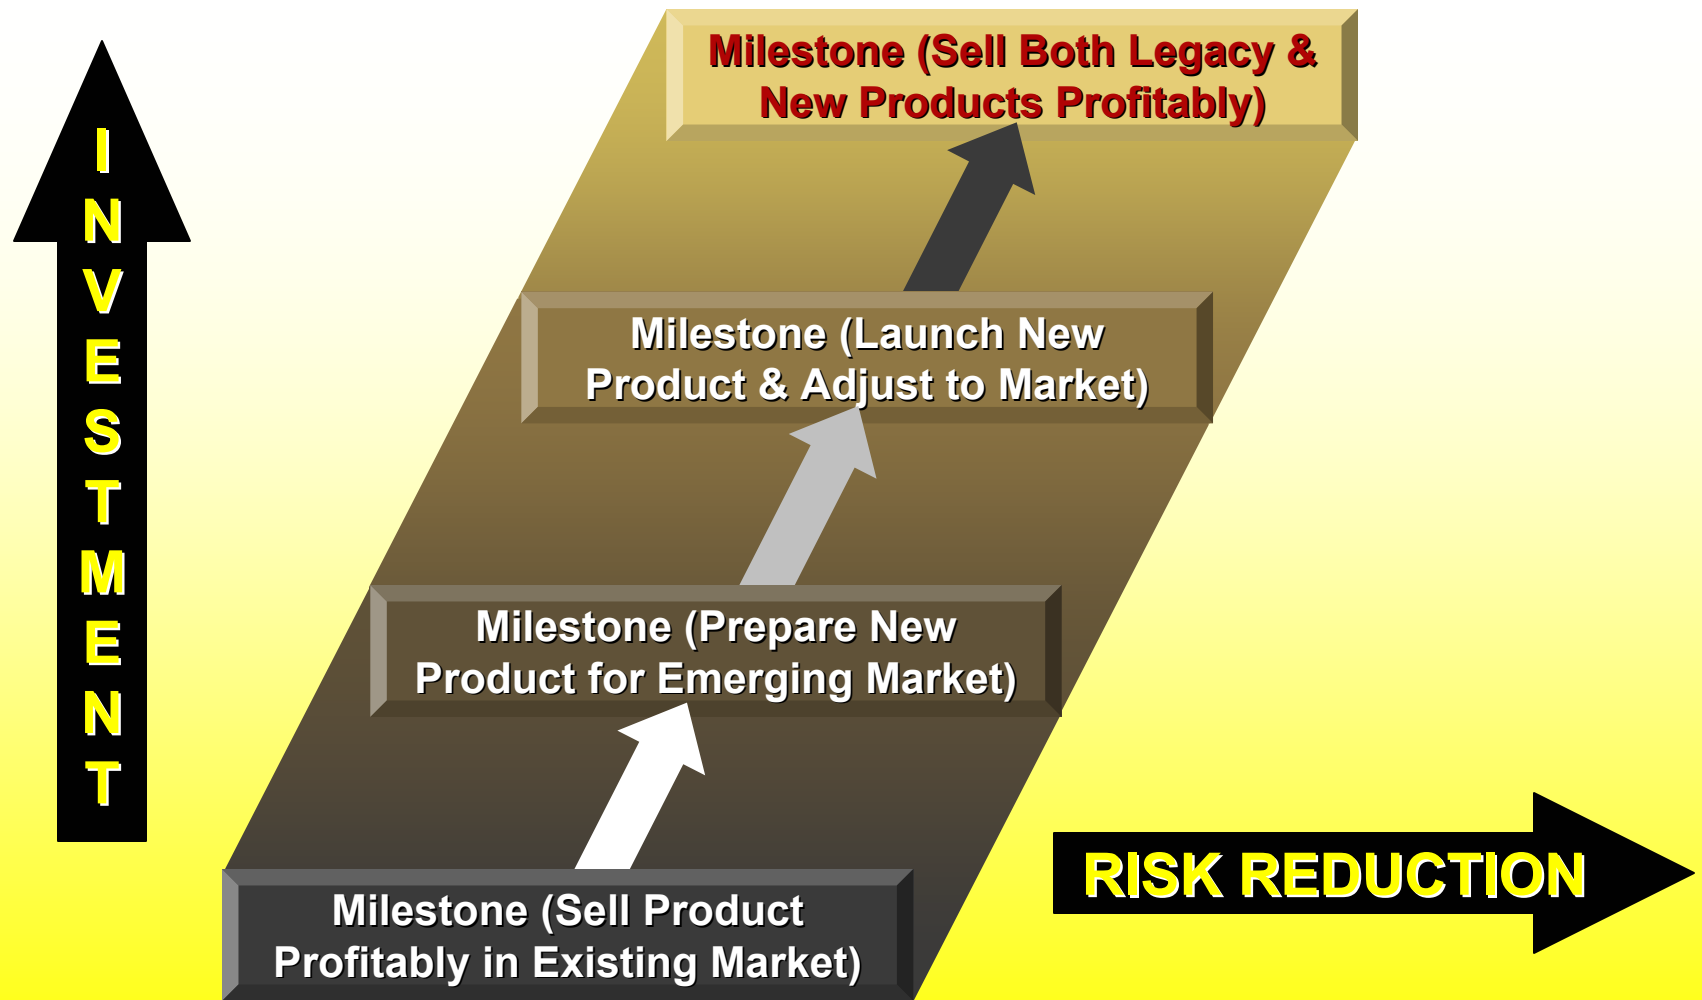 Milestone (Sell Both Legacy &
New Products Profitably)
INVESTMENT
Milestone (Launch New
Product & Adjust to Market)
Milestone (Prepare New
Product for Emerging Market)
RISK REDUCTION
Milestone (Sell Product
Profitably in Existing Market)